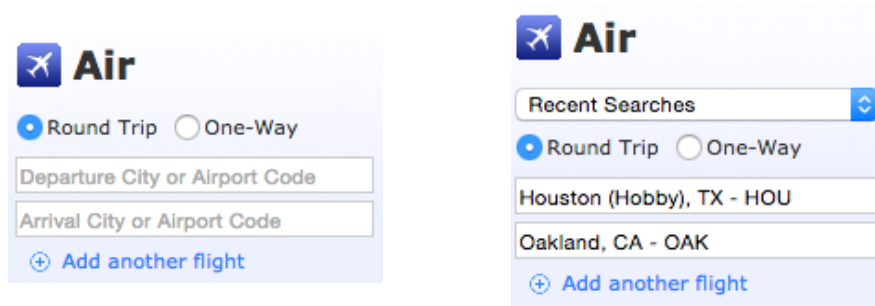 Air
Round Trip One-Way
Departure City or Airport Code
Arrival City or Airport Code
Add another flight
Air
Recent Searches
Round Trip One-Way
Houston (Hobby), TX - HOU
Oakland, CA - OAK
Add another flight